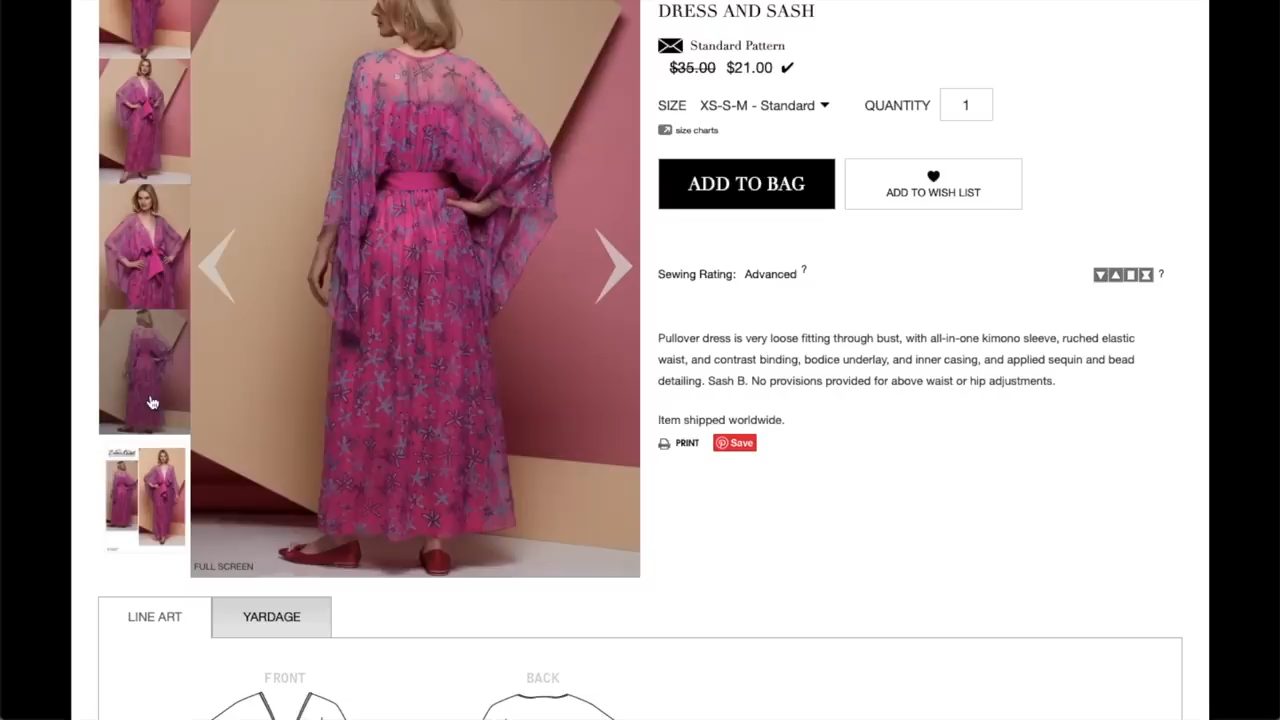 DRESS AND SASH
Standard Pattern
$35.00 $21.00 ✔
SIZE XS-S-M - Standard QUANTITY 1
size charts
ADD TO BAG
ADD TO WISH LIST
Sewing Rating: Advanced ?
?
Pullover dress is very loose fitting through bust, with all-in-one kimono sleeve, ruched elastic
waist, and contrast binding, bodice underlay, and inner casing, and applied sequin and bead
detailing. Sash B. No provisions provided for above waist or hip adjustments.
Item shipped worldwide.
PRINT Save
FULL SCREEN
LINE ART YARDAGE
FRONT BACK